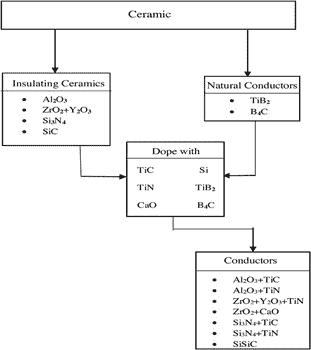 Ceramic
Insulating Ceramics
• Al₂O₃
• ZrO₂+Y₂O₃
• Si₃N₄
• SiC
Natural Conductors
• TiB₂
• B₄C
Dope with
TiC Si
TiN TiB₂
CaO B₄C
Conductors
• Al₂O₃+TiC
• Al₂O₃+TiN
• ZrO₂+Y₂O₃+TiN
• ZrO₂+CaO
• Si₃N₄+TiC
• Si₃N₄+TiN
• SiSiC